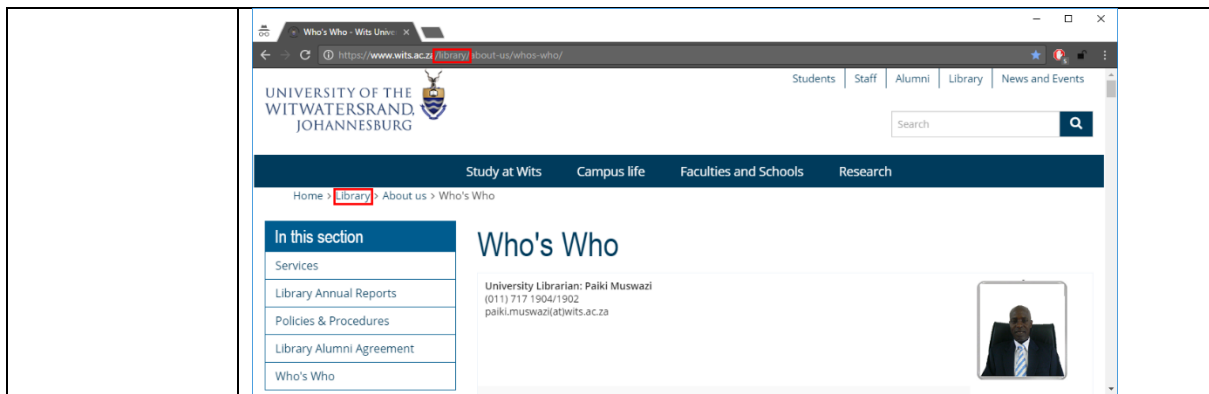 Who's Who - Wits Unive
https://www.wits.ac.za/library/about-us/whos-who/
Students Staff Alumni Library News and Events
UNIVERSITY OF THE
WITWATERSRAND,
JOHANNESBURG
Search
Study at Wits Campus life Faculties and Schools Research
Home > Library > About us > Who's Who
In this section
Services
Library Annual Reports
Policies & Procedures
Library Alumni Agreement
Who's Who
Who's Who
University Librarian: Paiki Muswazi
(011) 717 1904/1902
paiki.muswazi(at)wits.ac.za